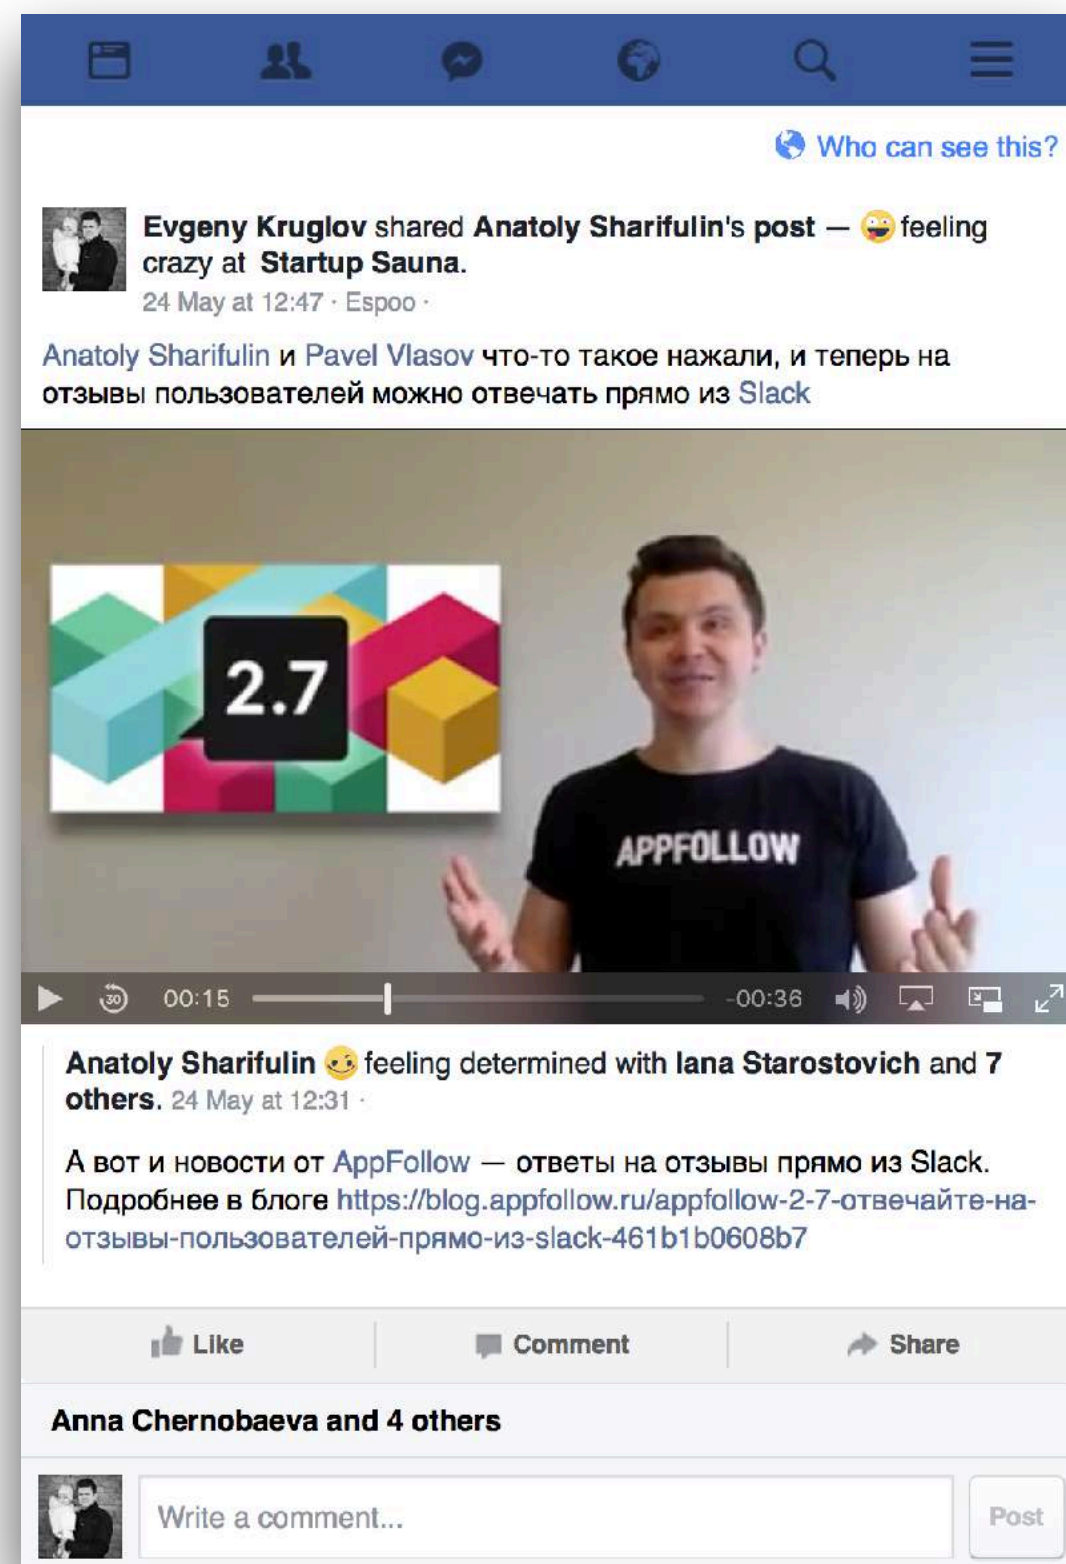 Who can see this?
Evgeny Kruglov shared Anatoly Sharifulin's post — 🤪 feeling
crazy at Startup Sauna.
24 May at 12:47 · Espoo ·
Anatoly Sharifulin и Pavel Vlasov что-то такое нажали, и теперь на
отзывы пользователей можно отвечать прямо из Slack
2.7
APPFOLLOW
30 00:15 -00:36
Anatoly Sharifulin feeling determined with Iana Starostovich and 7
others. 24 May at 12:31 ·
А вот и новости от AppFollow — ответы на отзывы прямо из Slack.
Подробнее в блоге https://blog.appfollow.ru/appfollow-2-7-отвечайте-на-
отзывы-пользователей-прямо-из-slack-461b1b0608b7
Like Comment Share
Anna Chernobaeva and 4 others
Write a comment... Post